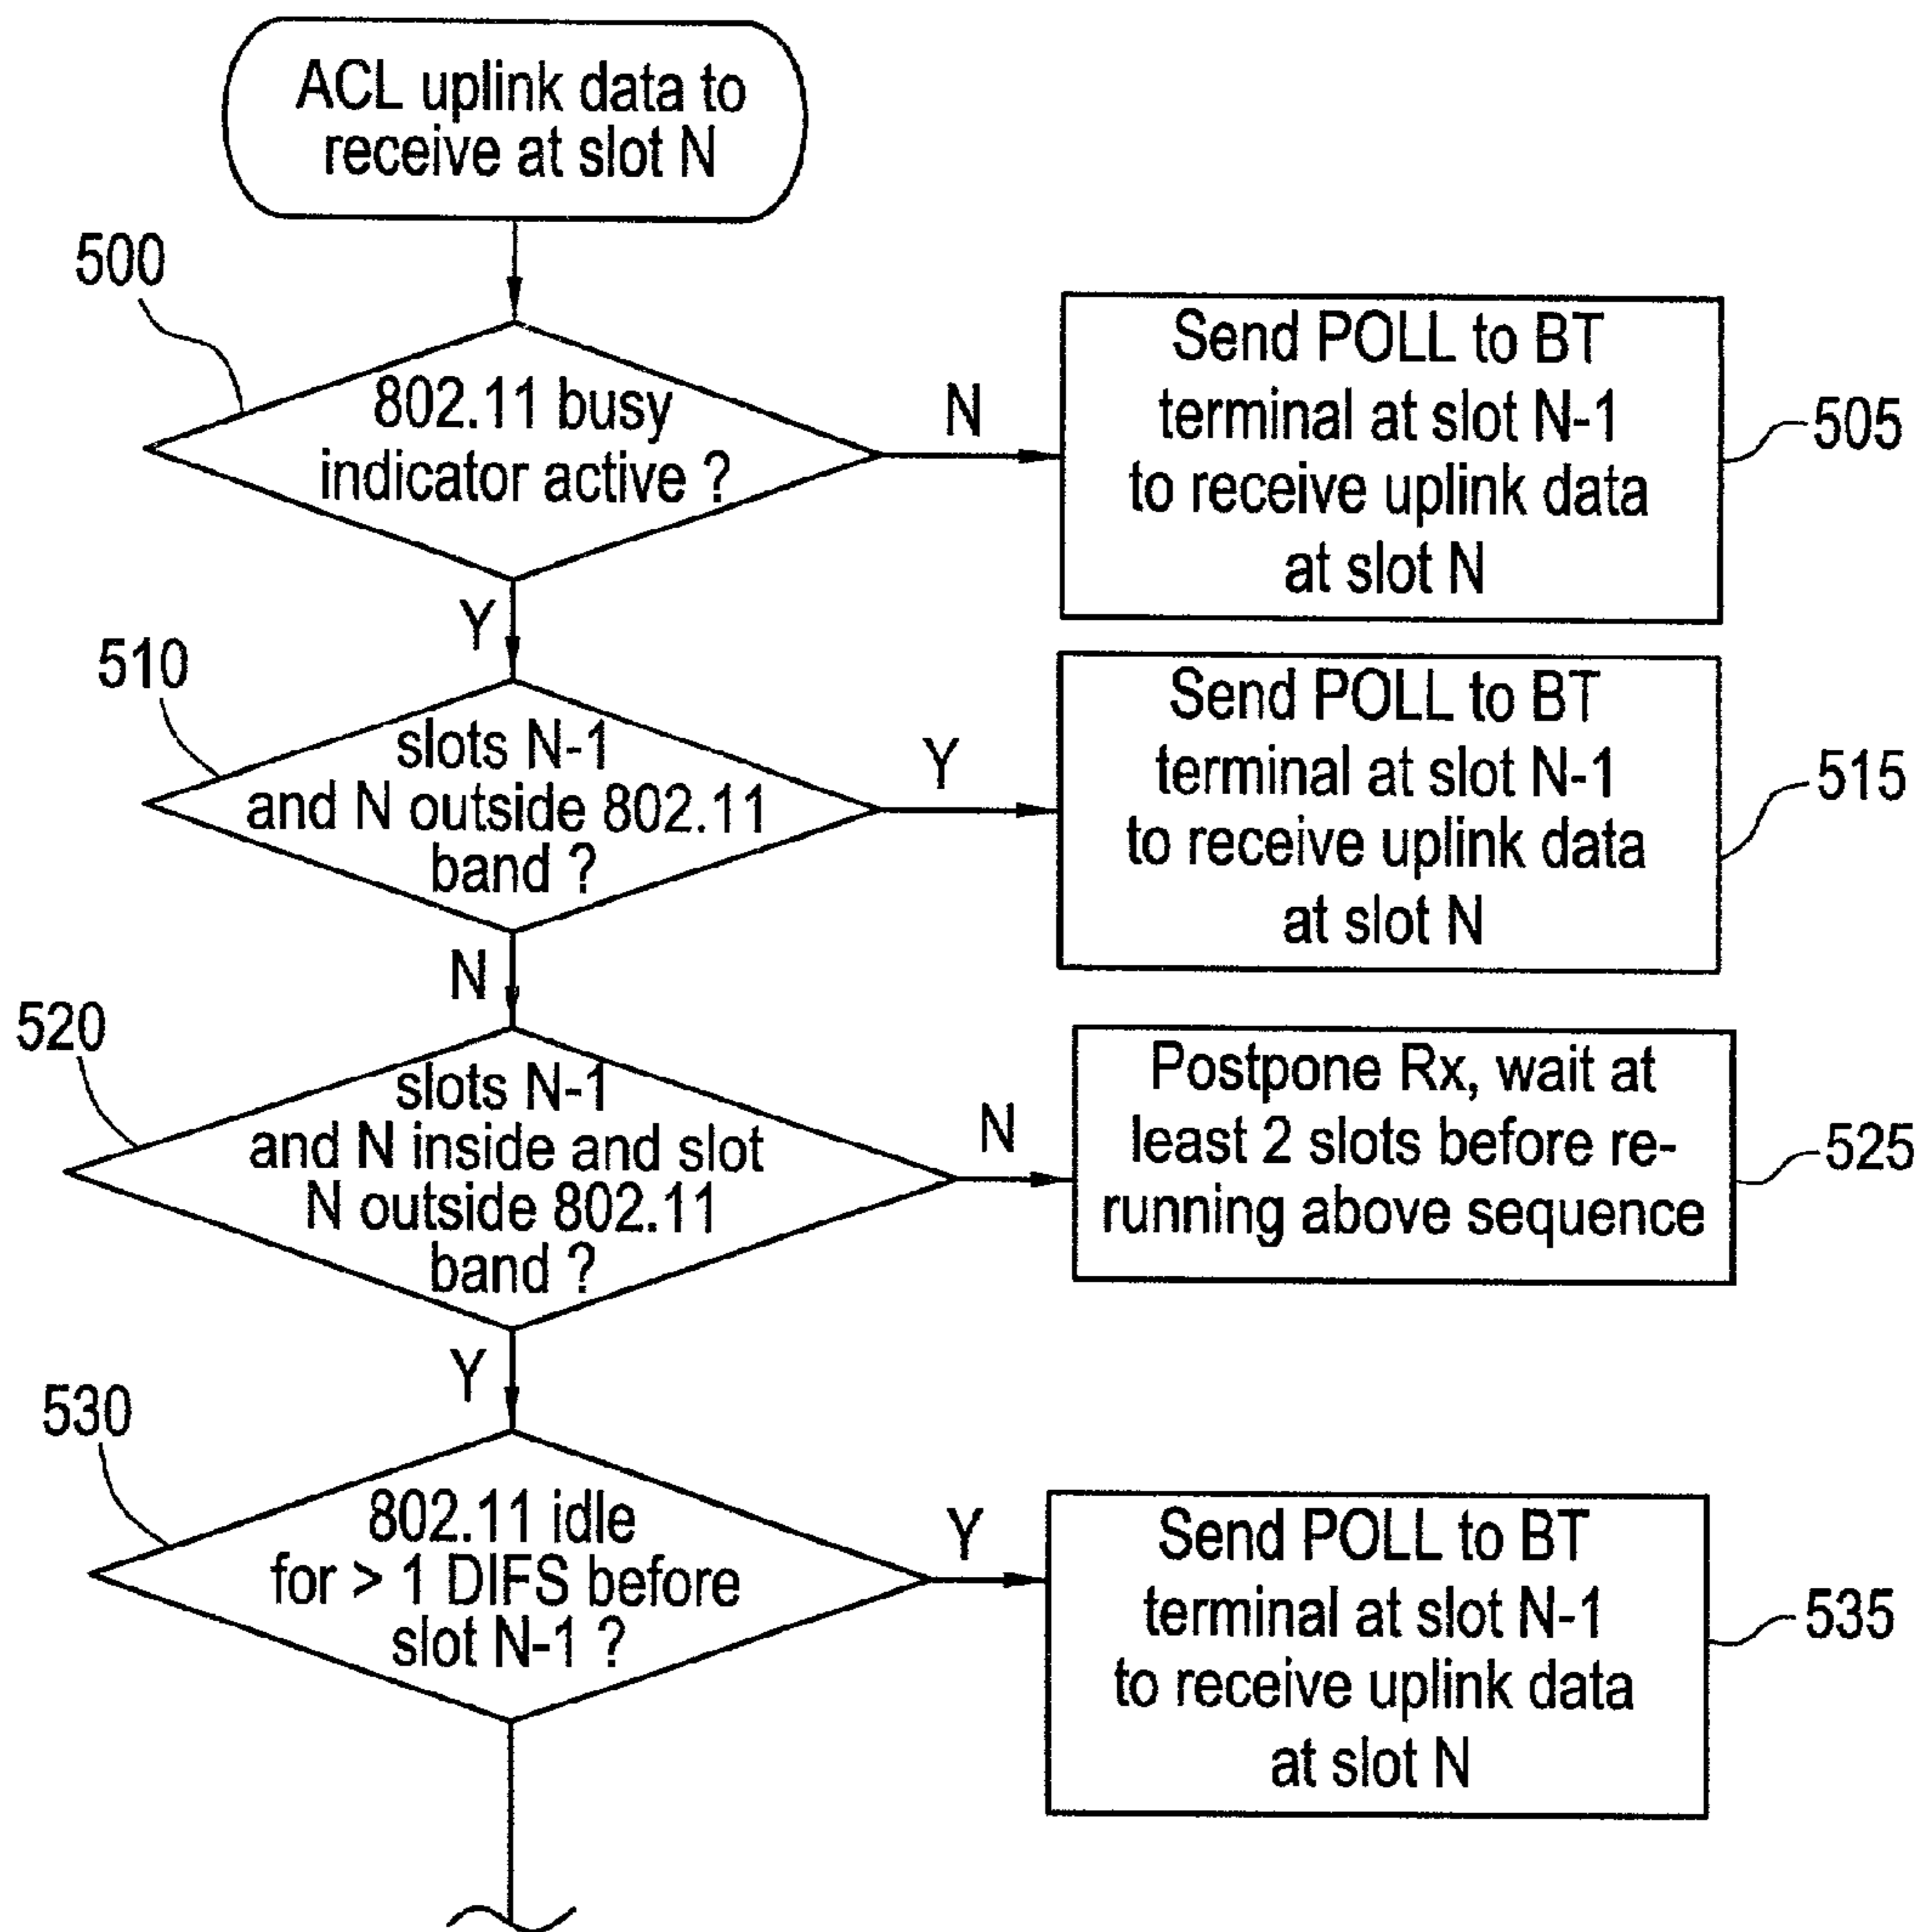 ACL uplink data to
receive at slot N
500
802.11 busy
indicator active ?
N
Send POLL to BT
terminal at slot N-1
to receive uplink data
at slot N
505
Y
510
slots N-1
and N outside 802.11
band ?
Y
Send POLL to BT
terminal at slot N-1
to receive uplink data
at slot N
515
N
520
slots N-1
and N inside and slot
N outside 802.11
band ?
N
Postpone Rx, wait at
least 2 slots before re-
running above sequence
525
Y
530
802.11 idle
for > 1 DIFS before
slot N-1 ?
Y
Send POLL to BT
terminal at slot N-1
to receive uplink data
at slot N
535